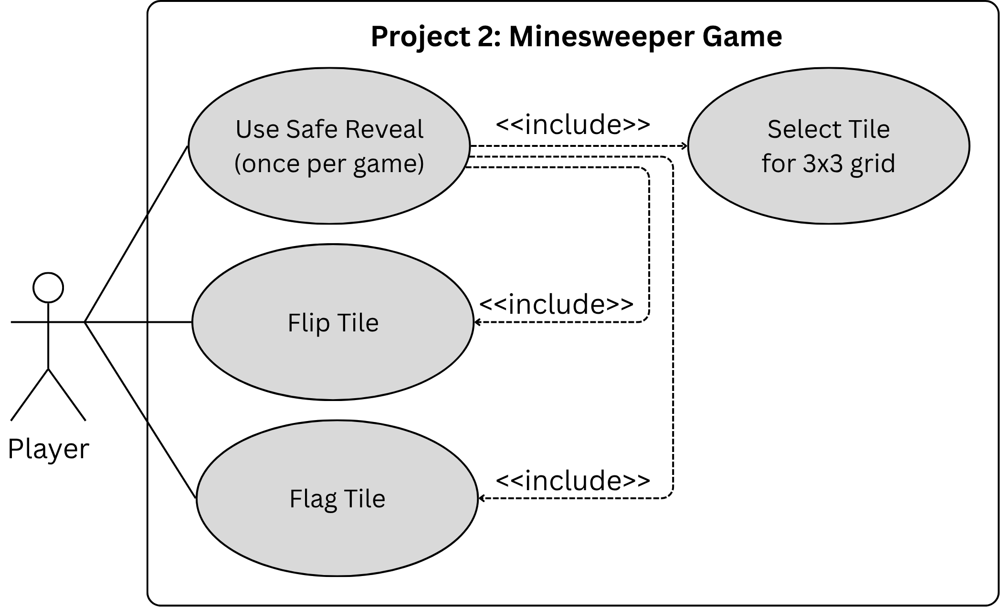 Project 2: Minesweeper Game
Use Safe Reveal
(once per game)
<<include>>
Select Tile
for 3x3 grid
Flip Tile
<<include>>
Player
Flag Tile
<<include>>